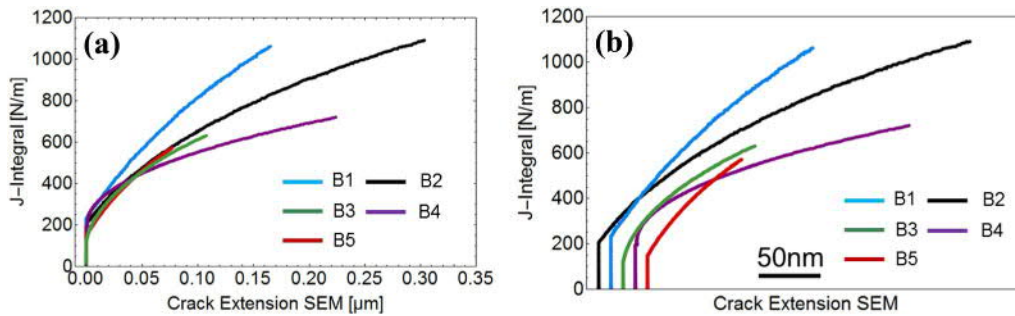 (a)
1200
1000
800
600
400
200
0
J-Integral [N/m]
B1 B2
B3 B4
B5
0.00 0.05 0.10 0.15 0.20 0.25 0.30 0.35
Crack Extension SEM [μm]
(b)
1200
1000
800
600
400
200
0
J-Integral [N/m]
B1 B2
B3 B4
B5
50nm
Crack Extension SEM